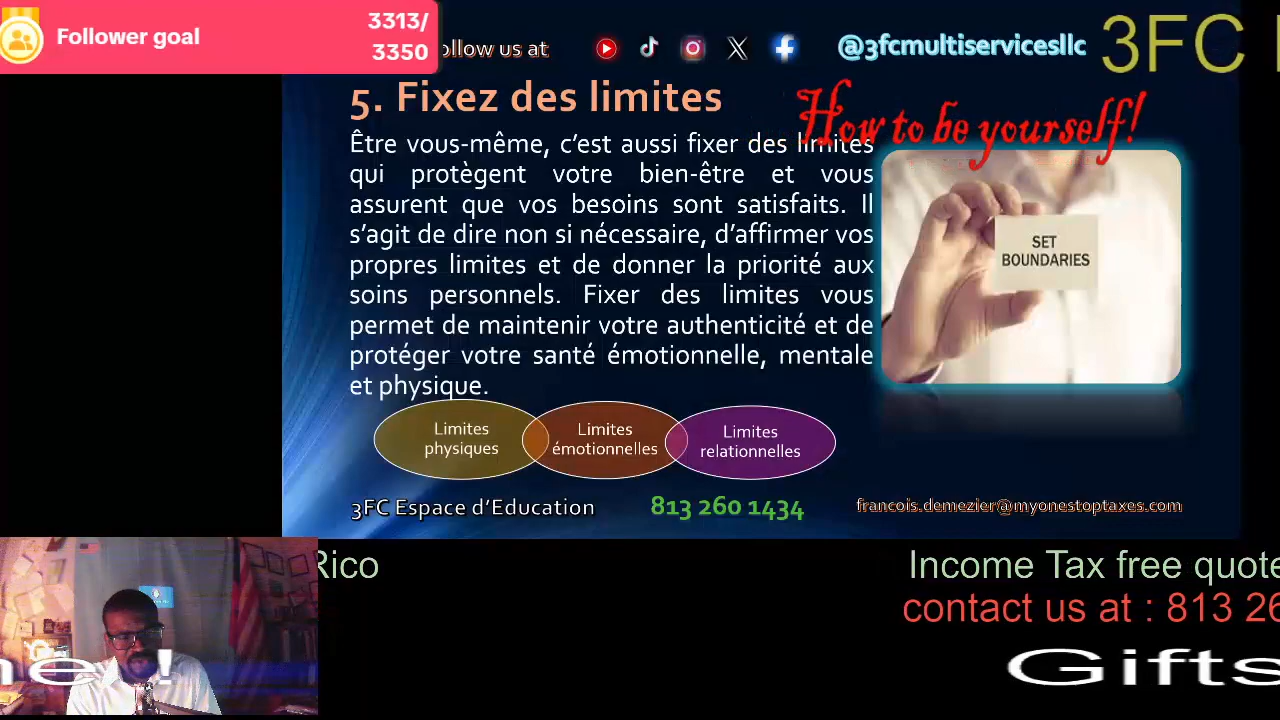 Follower goal
3313/
3350
ollow us at
@3fcmultiservicesllc
3FC
5. Fixez des limites
How to be yourself!
Être vous-même, c’est aussi fixer des limites
qui protègent votre bien-être et vous
assurent que vos besoins sont satisfaits. Il
s’agit de dire non si nécessaire, d’affirmer vos
propres limites et de donner la priorité aux
soins personnels. Fixer des limites vous
permet de maintenir votre authenticité et de
protéger votre santé émotionnelle, mentale
et physique.
SET
BOUNDARIES
Limites
physiques
Limites
émotionnelles
Limites
relationnelles
3FC Espace d’Education
813 260 1434
francois.demezier@myonestoptaxes.com
Rico
Income Tax free quote
contact us at : 813 26
ne !
Gifts